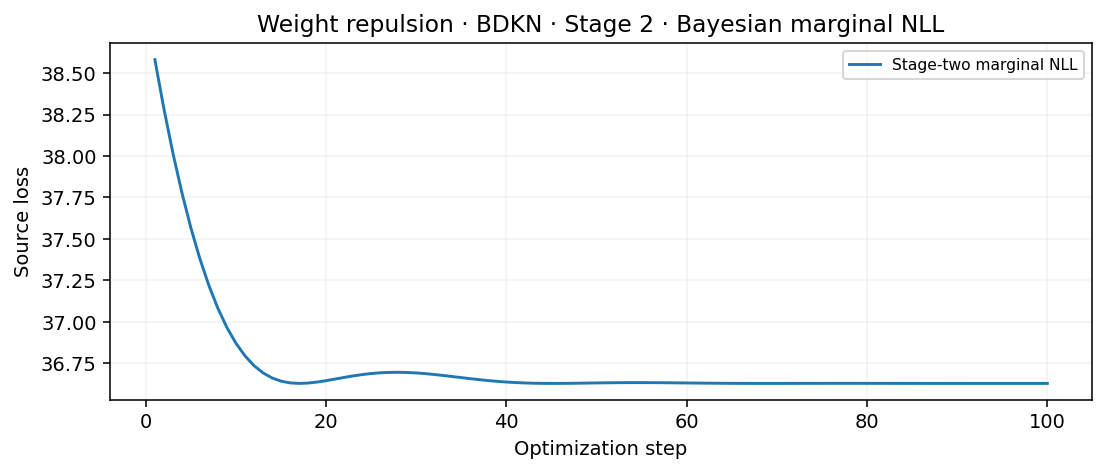 Weight repulsion · BDKN · Stage 2 · Bayesian marginal NLL
Stage-two marginal NLL
Source loss
38.50
38.25
38.00
37.75
37.50
37.25
37.00
36.75
0 20 40 60 80 100
Optimization step